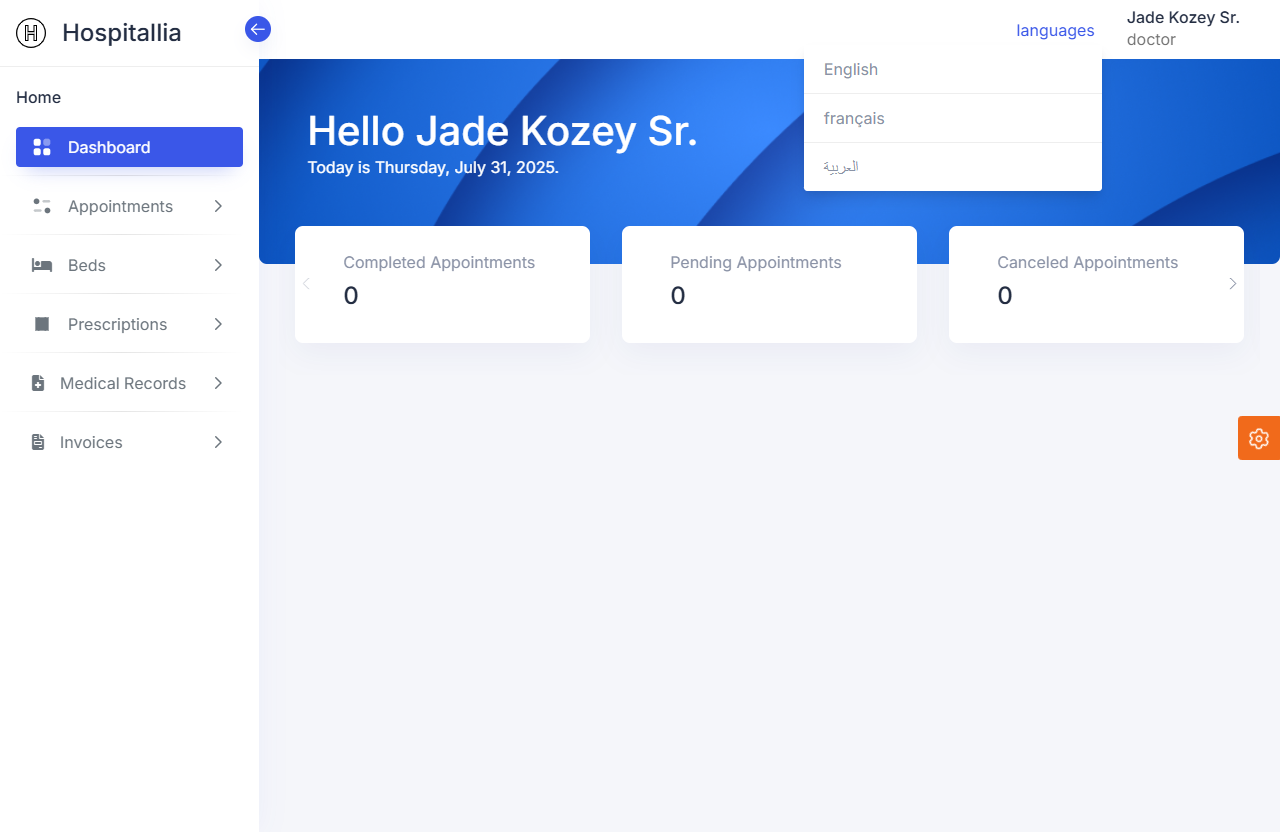 Hospitallia
languages
Jade Kozey Sr.
doctor
Home
Dashboard
Appointments
Beds
Prescriptions
Medical Records
Invoices
English
français
العربية
Hello Jade Kozey Sr.
Today is Thursday, July 31, 2025.
Completed Appointments
0
Pending Appointments
0
Canceled Appointments
0